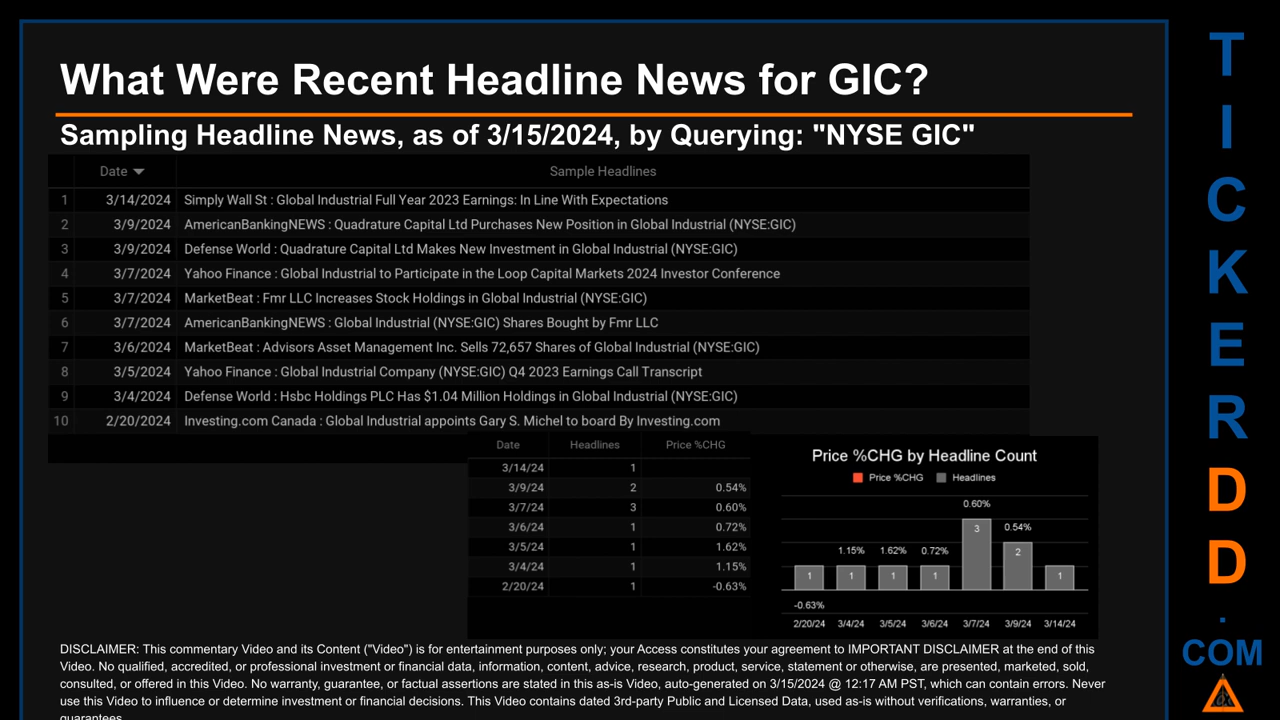 What Were Recent Headline News for GIC?
Sampling Headline News, as of 3/15/2024, by Querying: "NYSE GIC"
Date Sample Headlines
1 3/14/2024 Simply Wall St : Global Industrial Full Year 2023 Earnings: In Line With Expectations
2 3/9/2024 AmericanBankingNEWS : Quadrature Capital Ltd Purchases New Position in Global Industrial (NYSE:GIC)
3 3/9/2024 Defense World : Quadrature Capital Ltd Makes New Investment in Global Industrial (NYSE:GIC)
4 3/7/2024 Yahoo Finance : Global Industrial to Participate in the Loop Capital Markets 2024 Investor Conference
5 3/7/2024 MarketBeat : Fmr LLC Increases Stock Holdings in Global Industrial (NYSE:GIC)
6 3/7/2024 AmericanBankingNEWS : Global Industrial (NYSE:GIC) Shares Bought by Fmr LLC
7 3/6/2024 MarketBeat : Advisors Asset Management Inc. Sells 72,657 Shares of Global Industrial (NYSE:GIC)
8 3/5/2024 Yahoo Finance : Global Industrial Company (NYSE:GIC) Q4 2023 Earnings Call Transcript
9 3/4/2024 Defense World : Hsbc Holdings PLC Has $1.04 Million Holdings in Global Industrial (NYSE:GIC)
10 2/20/2024 Investing.com Canada : Global Industrial appoints Gary S. Michel to board By Investing.com
Date Headlines Price %CHG
3/14/24 1
3/9/24 2 0.54%
3/7/24 3 0.60%
3/6/24 1 0.72%
3/5/24 1 1.62%
3/4/24 1 1.15%
2/20/24 1 -0.63%
Price %CHG by Headline Count
Price %CHG Headlines
0.60%
1.15% 1.62% 0.72% 3 0.54%
1 1 1 1 2 1
-0.63%
2/20/24 3/4/24 3/5/24 3/6/24 3/7/24 3/9/24 3/14/24
DISCLAIMER: This commentary Video and its Content ("Video") is for entertainment purposes only; your Access constitutes your agreement to IMPORTANT DISCLAIMER at the end of this
Video. No qualified, accredited, or professional investment or financial data, information, content, advice, research, product, service, statement or otherwise, are presented, marketed, sold,
consulted, or offered in this Video. No warranty, guarantee, or factual assertions are stated in this as-is Video, auto-generated on 3/15/2024 @ 12:17 AM PST, which can contain errors. Never
use this Video to influence or determine investment or financial decisions. This Video contains dated 3rd-party Public and Licensed Data, used as-is without verifications, warranties, or
guarantees.
T
I
C
K
E
R
D
D
.
COM